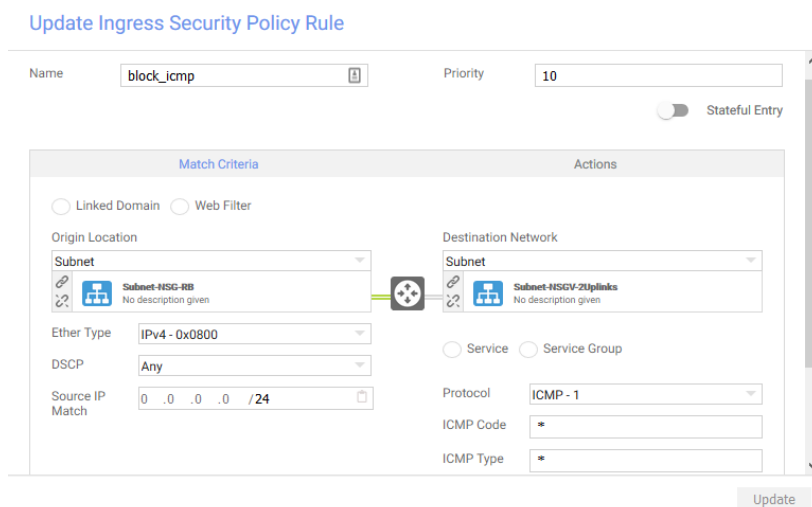 Update Ingress Security Policy Rule
Name block_icmp Priority 10
Stateful Entry
Match Criteria Actions
Linked Domain Web Filter
Origin Location Destination Network
Subnet Subnet
Subnet-NSG-RB Subnet-NSGV-2Uplinks
No description given No description given
Ether Type IPv4 - 0x0800
Service Service Group
DSCP Any
Protocol ICMP - 1
Source IP Match 0 .0 .0 .0 /24
ICMP Code *
ICMP Type *
Update